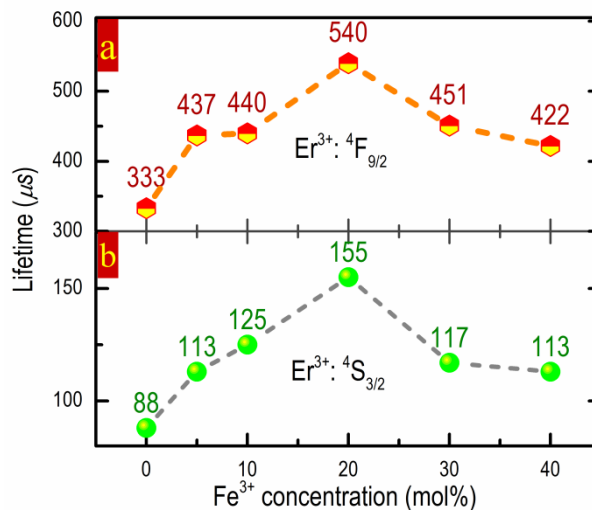 600
500
400
300
a
333
437
440
540
451
422
Er³⁺: ⁴F₉/₂
Lifetime (μs)
150
100
b
88
113
125
155
117
113
Er³⁺: ⁴S₃/₂
0 10 20 30 40
Fe³⁺ concentration (mol%)